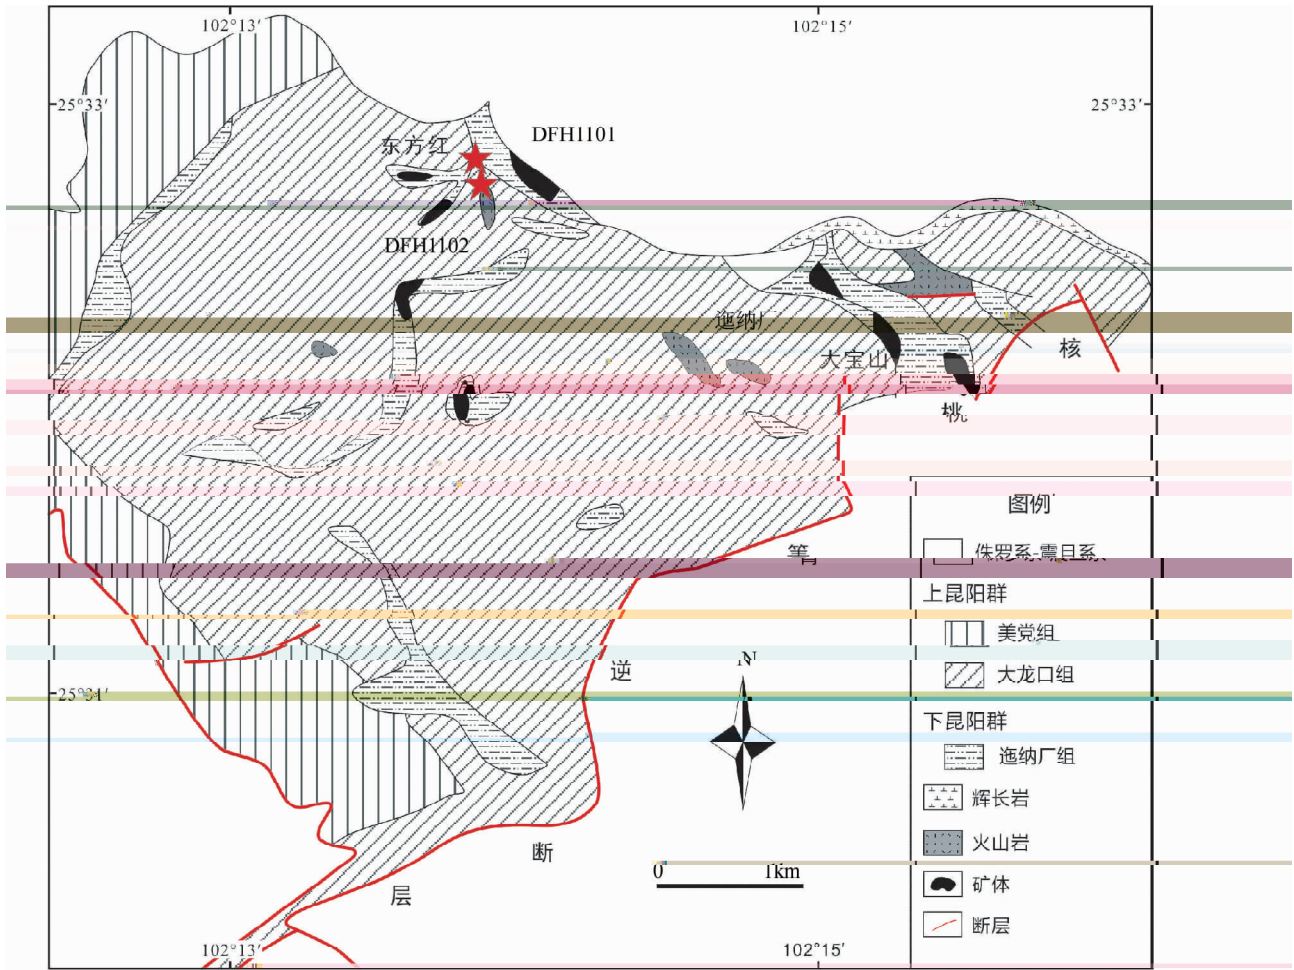 102°13′
102°15′
25°33′
25°33′
DFH1101
东方红
DFH1102
迤纳厂
大宝山
核
桃
箐
逆
断
层
N
0
1km
图例
侏罗系-震旦系
上昆阳群
美党组
大龙口组
下昆阳群
迤纳厂组
辉长岩
火山岩
矿体
断层
102°13′
102°15′